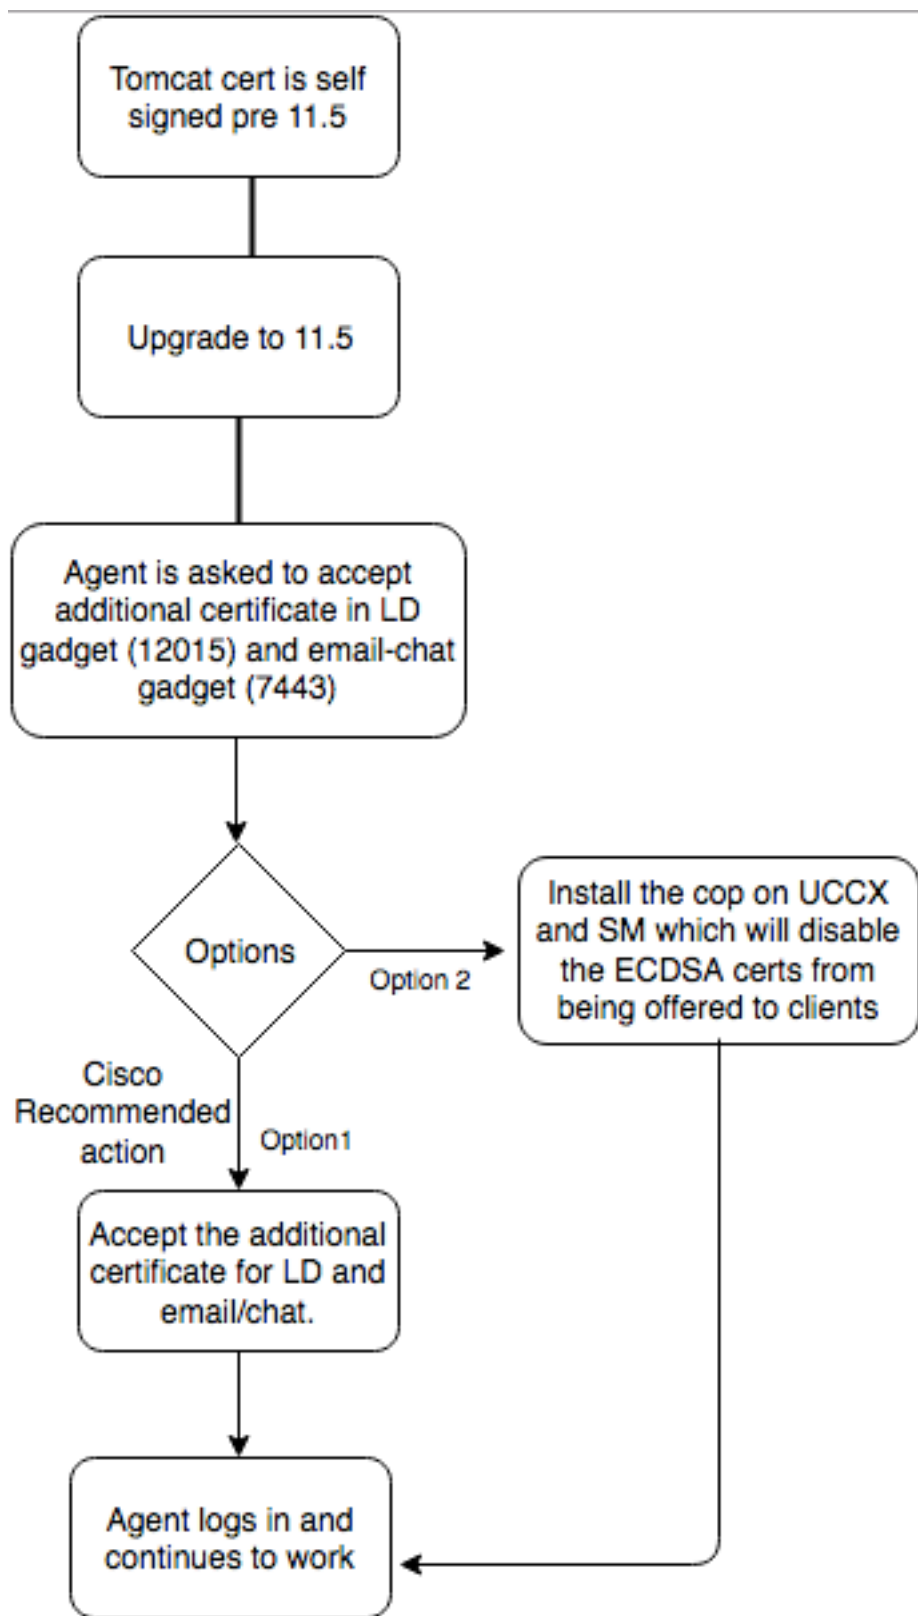 Tomcat cert is self
signed pre 11.5
Upgrade to 11.5
Agent is asked to accept
additional certificate in LD
gadget (12015) and email-chat
gadget (7443)
Options
Option 2
Install the cop on UCCX
and SM which will disable
the ECDSA certs from
being offered to clients
Cisco
Recommended
action
Option1
Accept the additional
certificate for LD and
email/chat.
Agent logs in and
continues to work